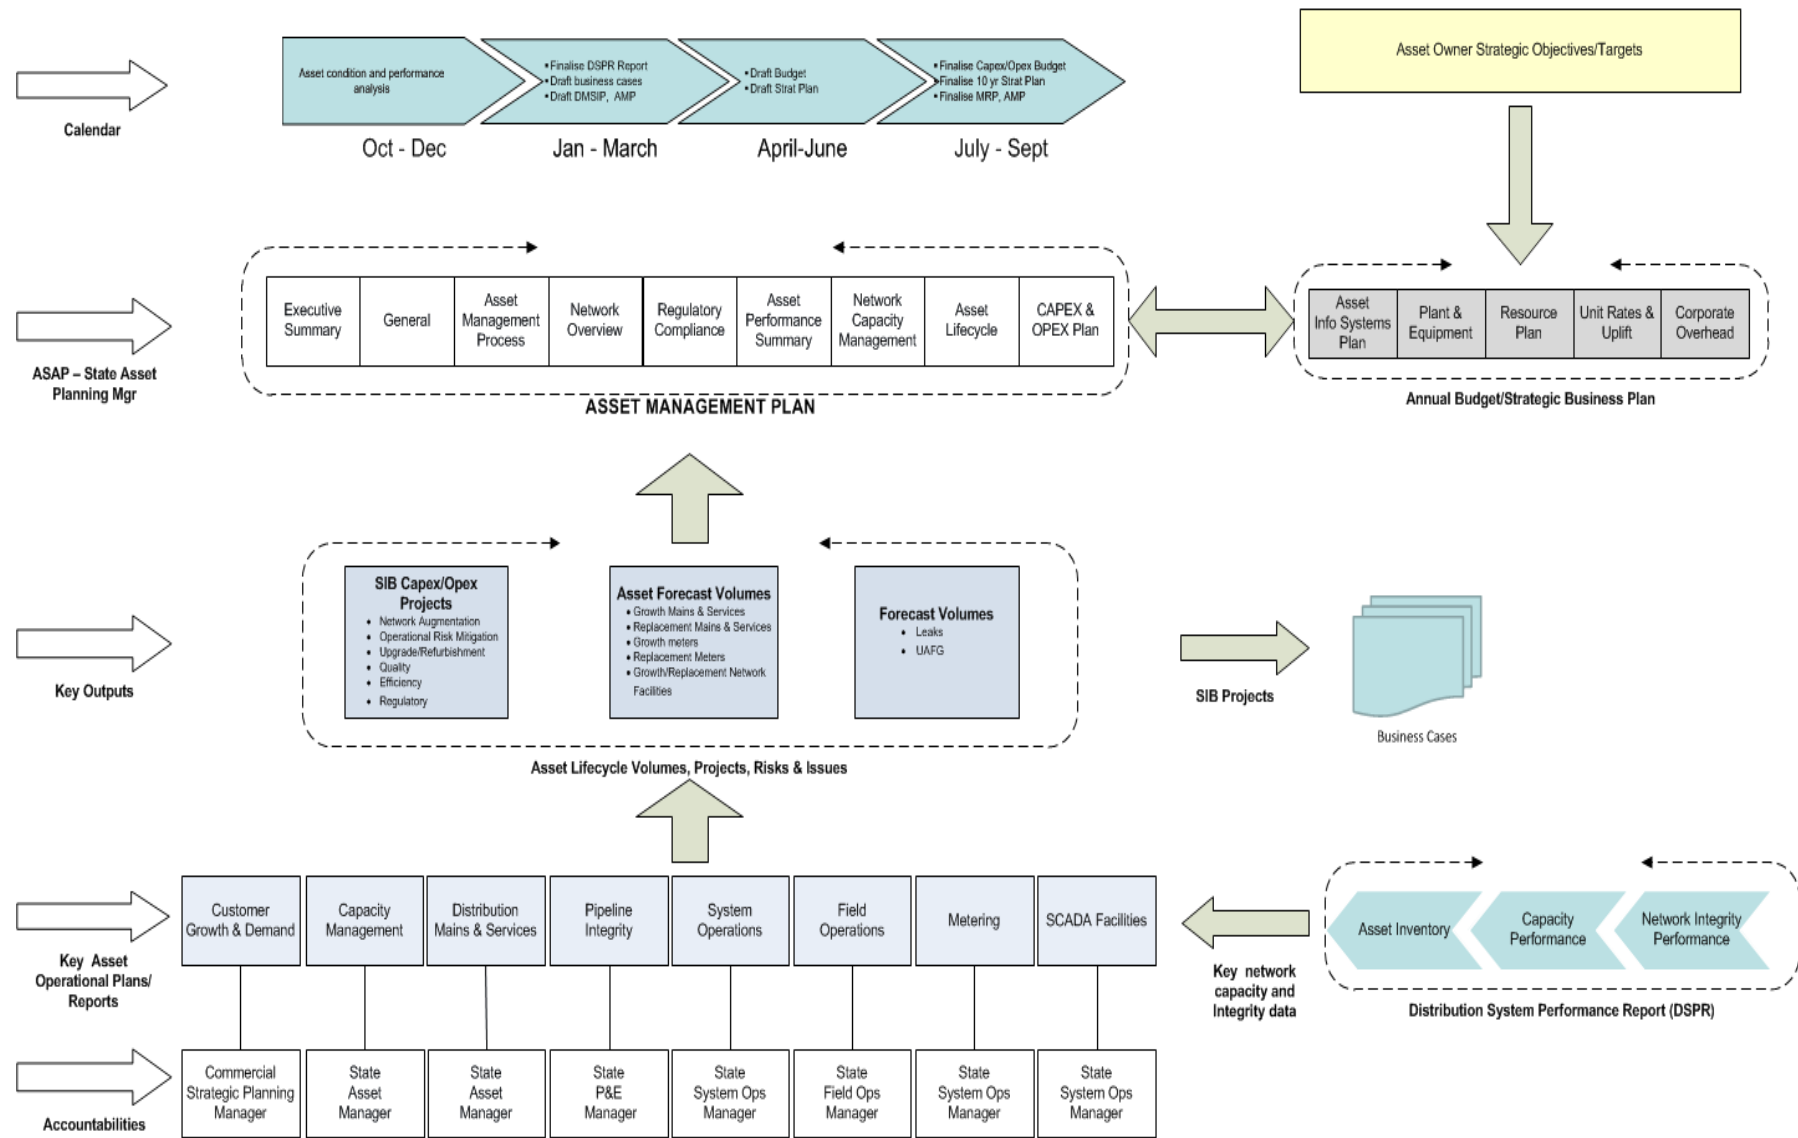 Calendar
Asset condition and performance
analysis
▪ Finalise DSPR Report
▪ Draft business cases
▪ Draft DMSIP, AMP
▪ Draft Budget
▪ Draft Strat Plan
▪ Finalise Capex/Opex Budget
▪ Finalise 10 yr Strat Plan
▪ Finalise MRP, AMP
Oct - Dec
Jan - March
April-June
July - Sept
Asset Owner Strategic Objectives/Targets
ASAP – State Asset
Planning Mgr
Executive
Summary
General
Asset
Management
Process
Network
Overview
Regulatory
Compliance
Asset
Performance
Summary
Network
Capacity
Management
Asset
Lifecycle
CAPEX &
OPEX Plan
ASSET MANAGEMENT PLAN
Asset
Info Systems
Plan
Plant &
Equipment
Resource
Plan
Unit Rates &
Uplift
Corporate
Overhead
Annual Budget/Strategic Business Plan
Key Outputs
SIB Capex/Opex
Projects
♦ Network Augmentation
♦ Operational Risk Mitigation
♦ Upgrade/Refurbishment
♦ Quality
♦ Efficiency
♦ Regulatory
Asset Forecast Volumes
• Growth Mains & Services
• Replacement Mains & Services
• Growth meters
• Replacement Meters
• Growth/Replacement Network
Facilities
Forecast Volumes
• Leaks
• UAFG
Asset Lifecycle Volumes, Projects, Risks & Issues
SIB Projects
Business Cases
Key Asset
Operational Plans/
Reports
Customer
Growth & Demand
Capacity
Management
Distribution
Mains & Services
Pipeline
Integrity
System
Operations
Field
Operations
Metering
SCADA Facilities
Key network
capacity and
Integrity data
Asset Inventory
Capacity
Performance
Network Integrity
Performance
Distribution System Performance Report (DSPR)
Accountabilities
Commercial
Strategic Planning
Manager
State
Asset
Manager
State
Asset
Manager
State
P&E
Manager
State
System Ops
Manager
State
Field Ops
Manager
State
System Ops
Manager
State
System Ops
Manager